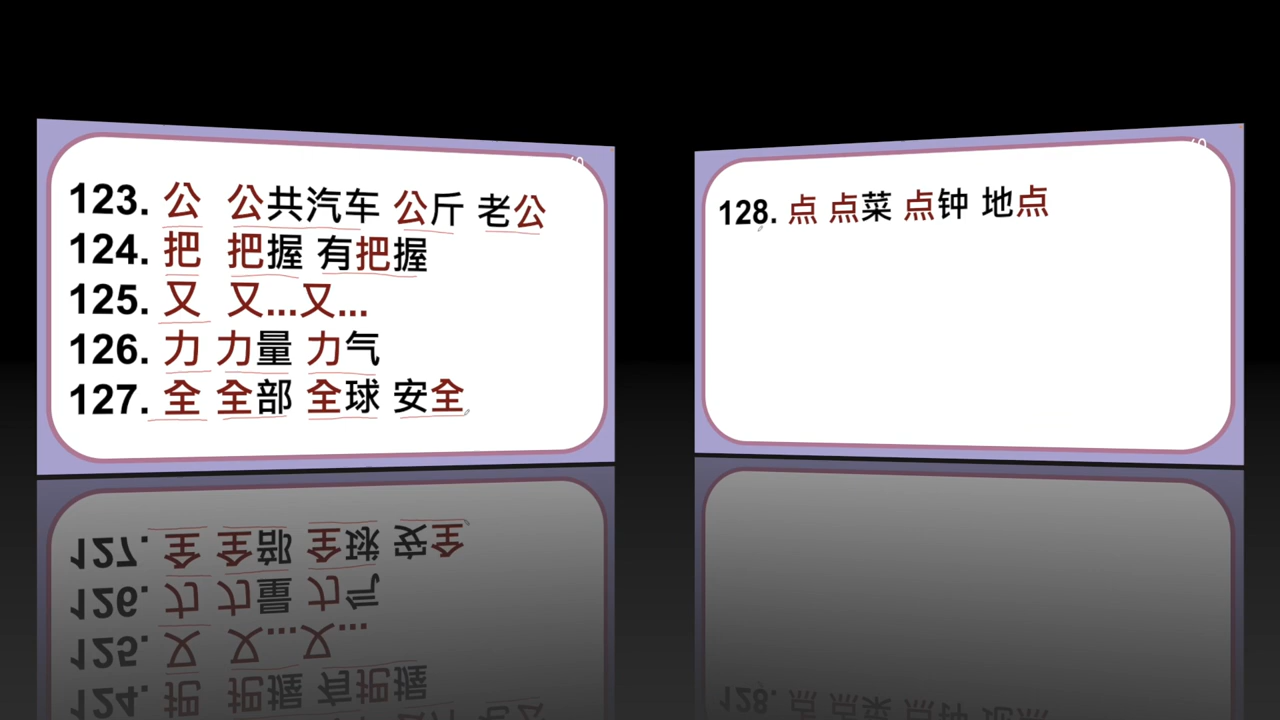 123. 公 公共汽车 公斤 老公
124. 把 把握 有把握
125. 又 又...又...
126. 力 力量 力气
127. 全 全部 全球 安全
128. 点 点菜 点钟 地点